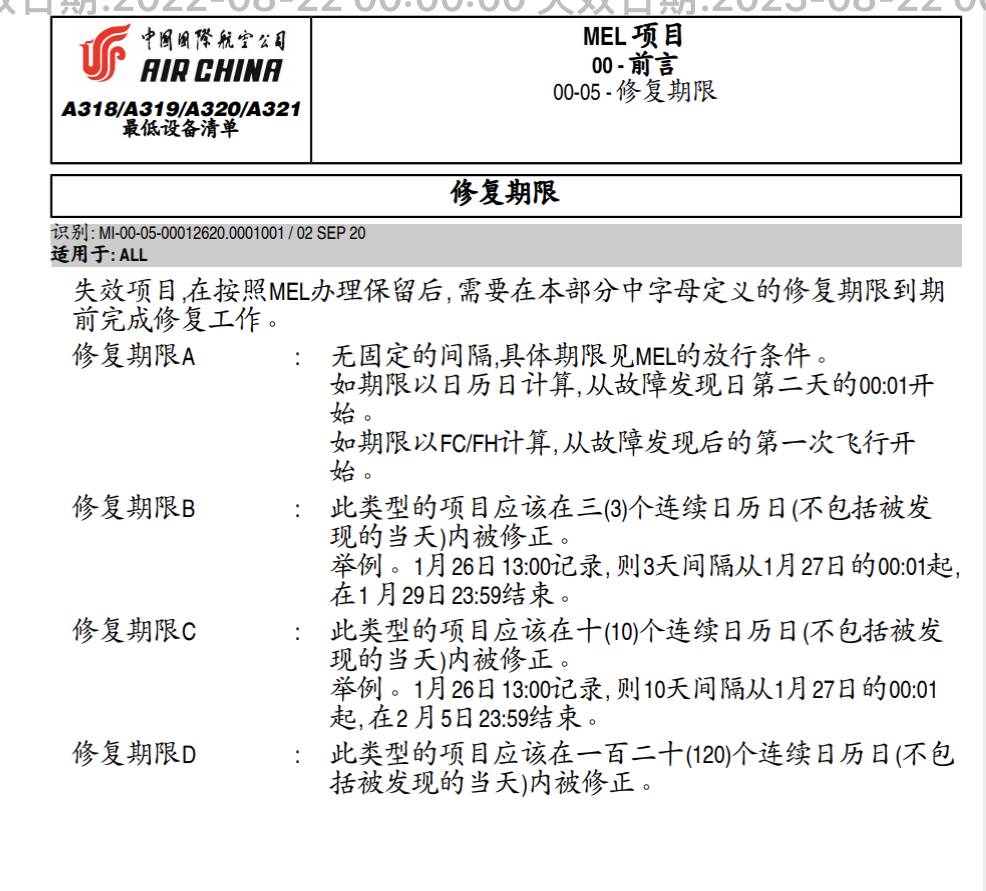 效日期:2022-08-22 00:00:00 失效日期:2023-08-22 00
中國國際航空公司
AIR CHINA
A318/A319/A320/A321
最低设备清单
MEL 项目
00 - 前言
00-05 - 修复期限
修复期限
识别: MI-00-05-00012620.0001001 / 02 SEP 20
适用于: ALL
失效项目,在按照MEL办理保留后,需要在本部分中字母定义的修复期限到期
前完成修复工作。
修复期限A : 无固定的间隔,具体期限见MEL的放行条件。
如期限以日历日计算,从故障发现日第二天的00:01开
始。
如期限以FC/FH计算,从故障发现后的第一次飞行开
始。
修复期限B : 此类型的项目应该在三(3)个连续日历日(不包括被发
现的当天)内被修正。
举例。1月26日13:00记录,则3天间隔从1月27日的00:01起,
在1 月29日23:59结束。
修复期限C : 此类型的项目应该在十(10)个连续日历日(不包括被发
现的当天)内被修正。
举例。1月26日13:00记录,则10天间隔从1月27日的00:01
起,在2 月5日23:59结束。
修复期限D : 此类型的项目应该在一百二十(120)个连续日历日(不包
括被发现的当天)内被修正。